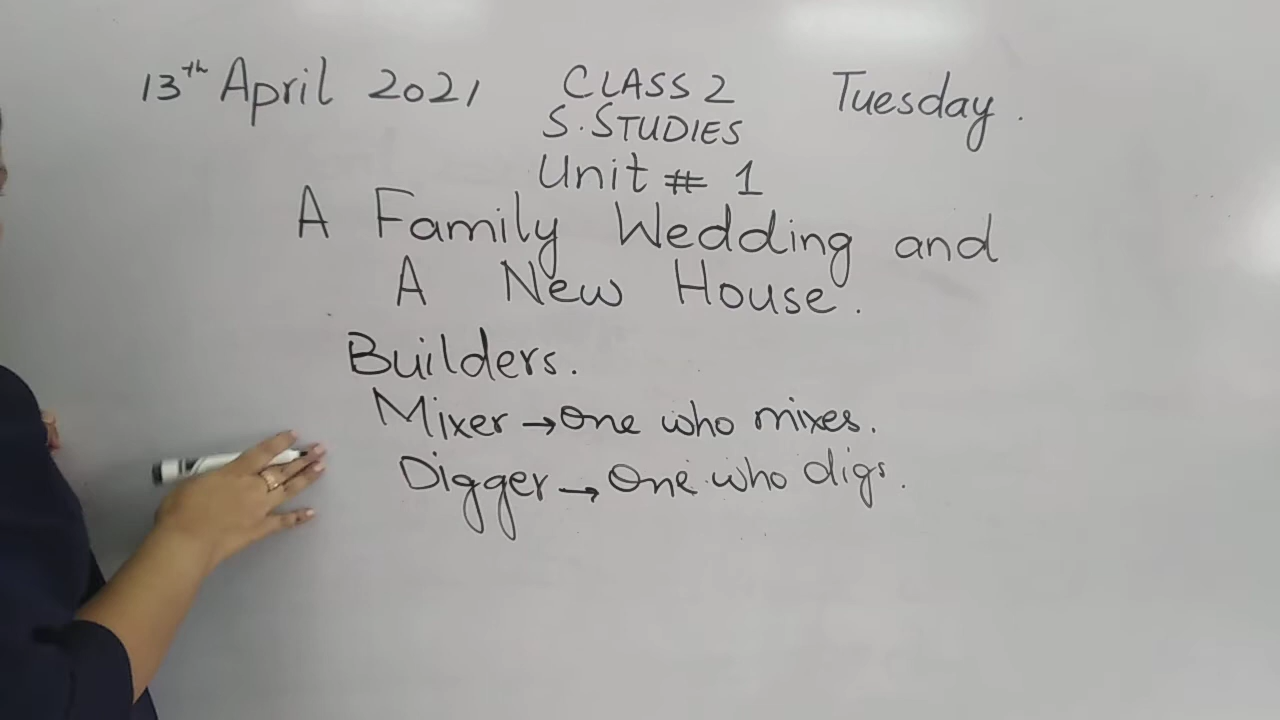 13th April 2021 CLASS 2 Tuesday.
S. STUDIES
Unit # 1
A Family Wedding and
A New House.
Builders.
Mixer → One who mixes.
Digger → One who digs.